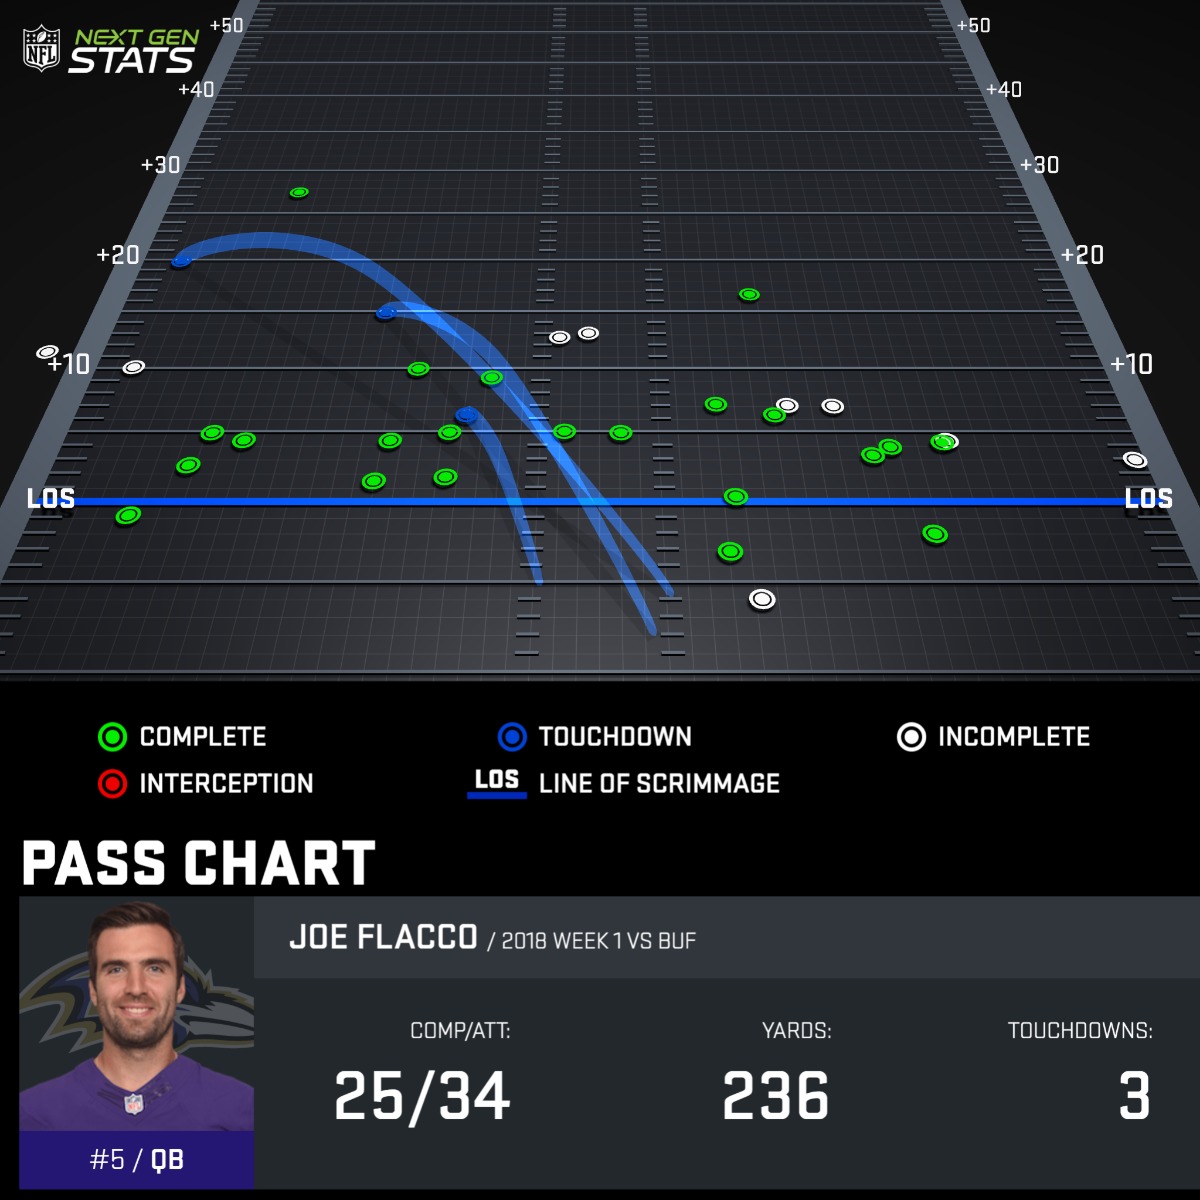 +50 +50
NFL NEXT GEN
STATS
+40 +40
+30 +30
+20 +20
+10 +10
LOS LOS
COMPLETE TOUCHDOWN INCOMPLETE
INTERCEPTION LOS LINE OF SCRIMMAGE
PASS CHART
JOE FLACCO / 2018 WEEK 1 VS BUF
COMP/ATT: YARDS: TOUCHDOWNS:
25/34 236 3
#5 / QB